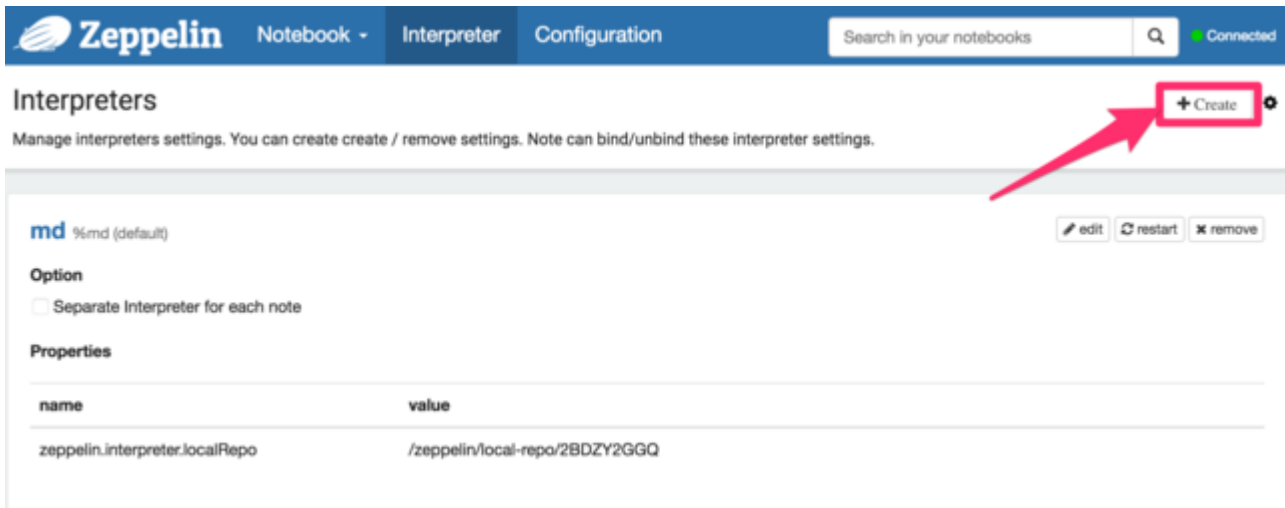 Zeppelin Notebook Interpreter Configuration Search in your notebooks Connected
Interpreters
Create
Manage interpreters settings. You can create create / remove settings. Note can bind/unbind these interpreter settings.
md %md (default)
edit restart remove
Option
Separate Interpreter for each note
Properties
name value
zeppelin.interpreter.localRepo /zeppelin/local-repo/2BDZY2GGQ